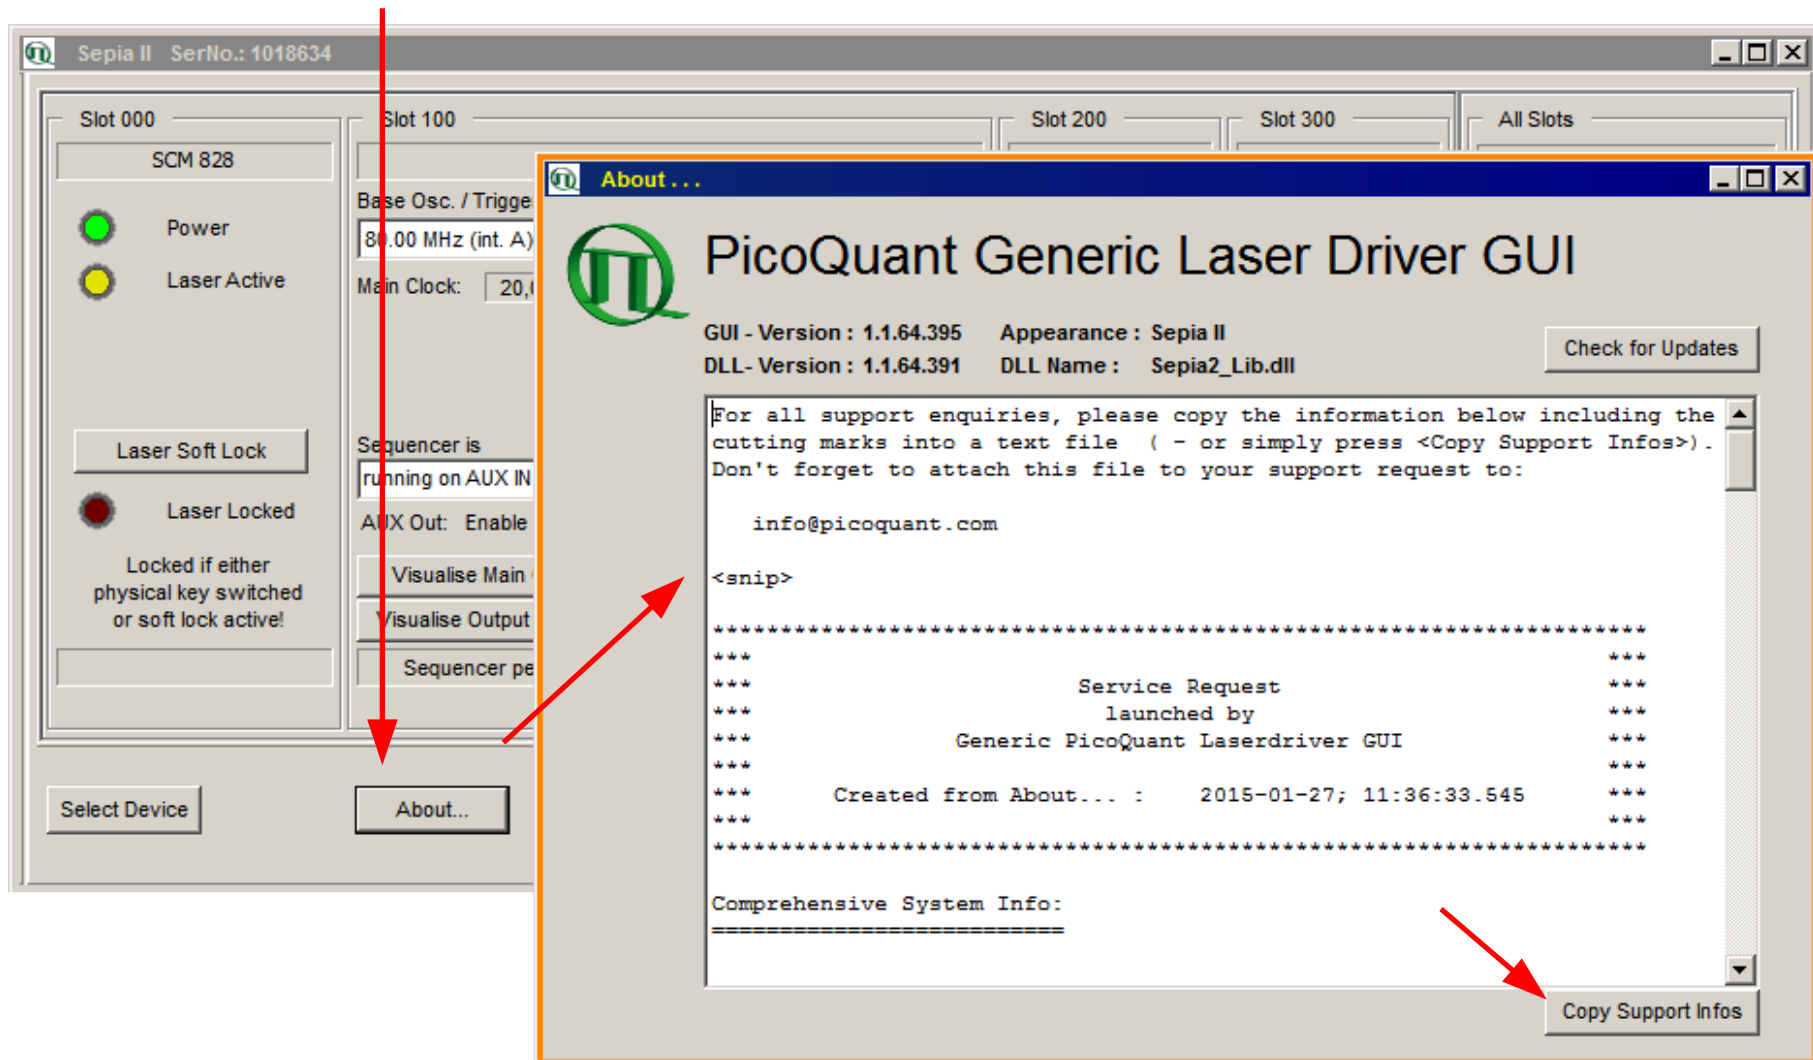 Sepia II SerNo.: 1018634
Slot 000
SCM 828
Power
Laser Active
Laser Soft Lock
Laser Locked
Locked if either
physical key switched
or soft lock active!
Slot 100
Base Osc. / Trigge
80.00 MHz (int. A)
Main Clock: 20,
Sequencer is
running on AUX IN
AUX Out: Enable
Visualise Main
Visualise Output
Sequencer pe
Slot 200
Slot 300
All Slots
Select Device
About...
About . . .
PicoQuant Generic Laser Driver GUI
GUI - Version : 1.1.64.395 Appearance : Sepia II
DLL- Version : 1.1.64.391 DLL Name : Sepia2_Lib.dll
Check for Updates
For all support enquiries, please copy the information below including the
cutting marks into a text file ( - or simply press <Copy Support Infos>).
Don't forget to attach this file to your support request to:
info@picoquant.com
<snip>
*********************************************************************
*** ***
*** Service Request ***
*** launched by ***
*** Generic PicoQuant Laserdriver GUI ***
*** ***
*** Created from About... : 2015-01-27; 11:36:33.545 ***
*** ***
*********************************************************************
Comprehensive System Info:
==========================
Copy Support Infos